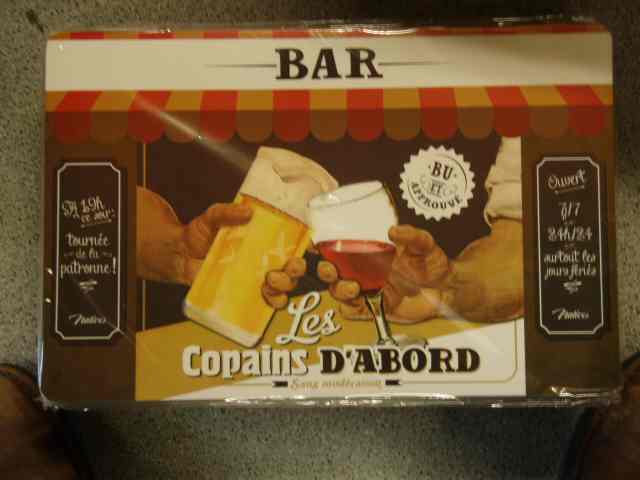 BAR
BU
ET
APPROUVÉ
19h
ce soir:
tournée
de la
patronne!
Natives
Ouvert
7/7
24h/24
surtout les
jours fériés
Natives
Les
Copains D'ABORD
Sans modération